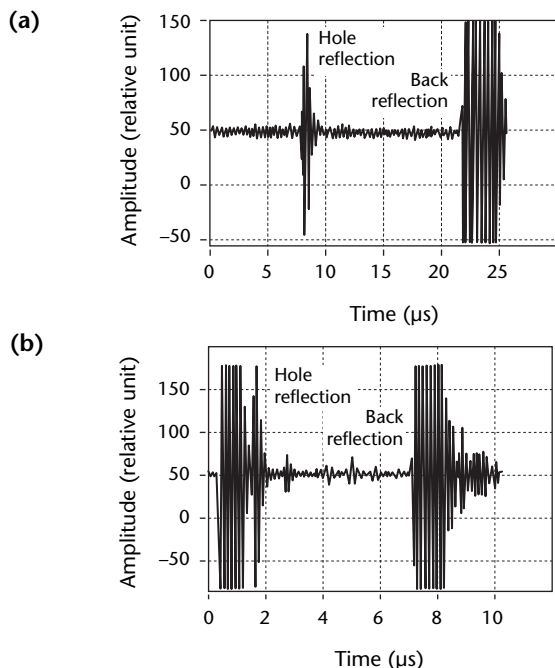 (a)
Amplitude (relative unit)
150
100
50
0
–50
Hole
reflection
Back
reflection
0 5 10 15 20 25
Time (µs)
(b)
Amplitude (relative unit)
150
100
50
0
–50
Hole
reflection
Back
reflection
0 2 4 6 8 10
Time (µs)